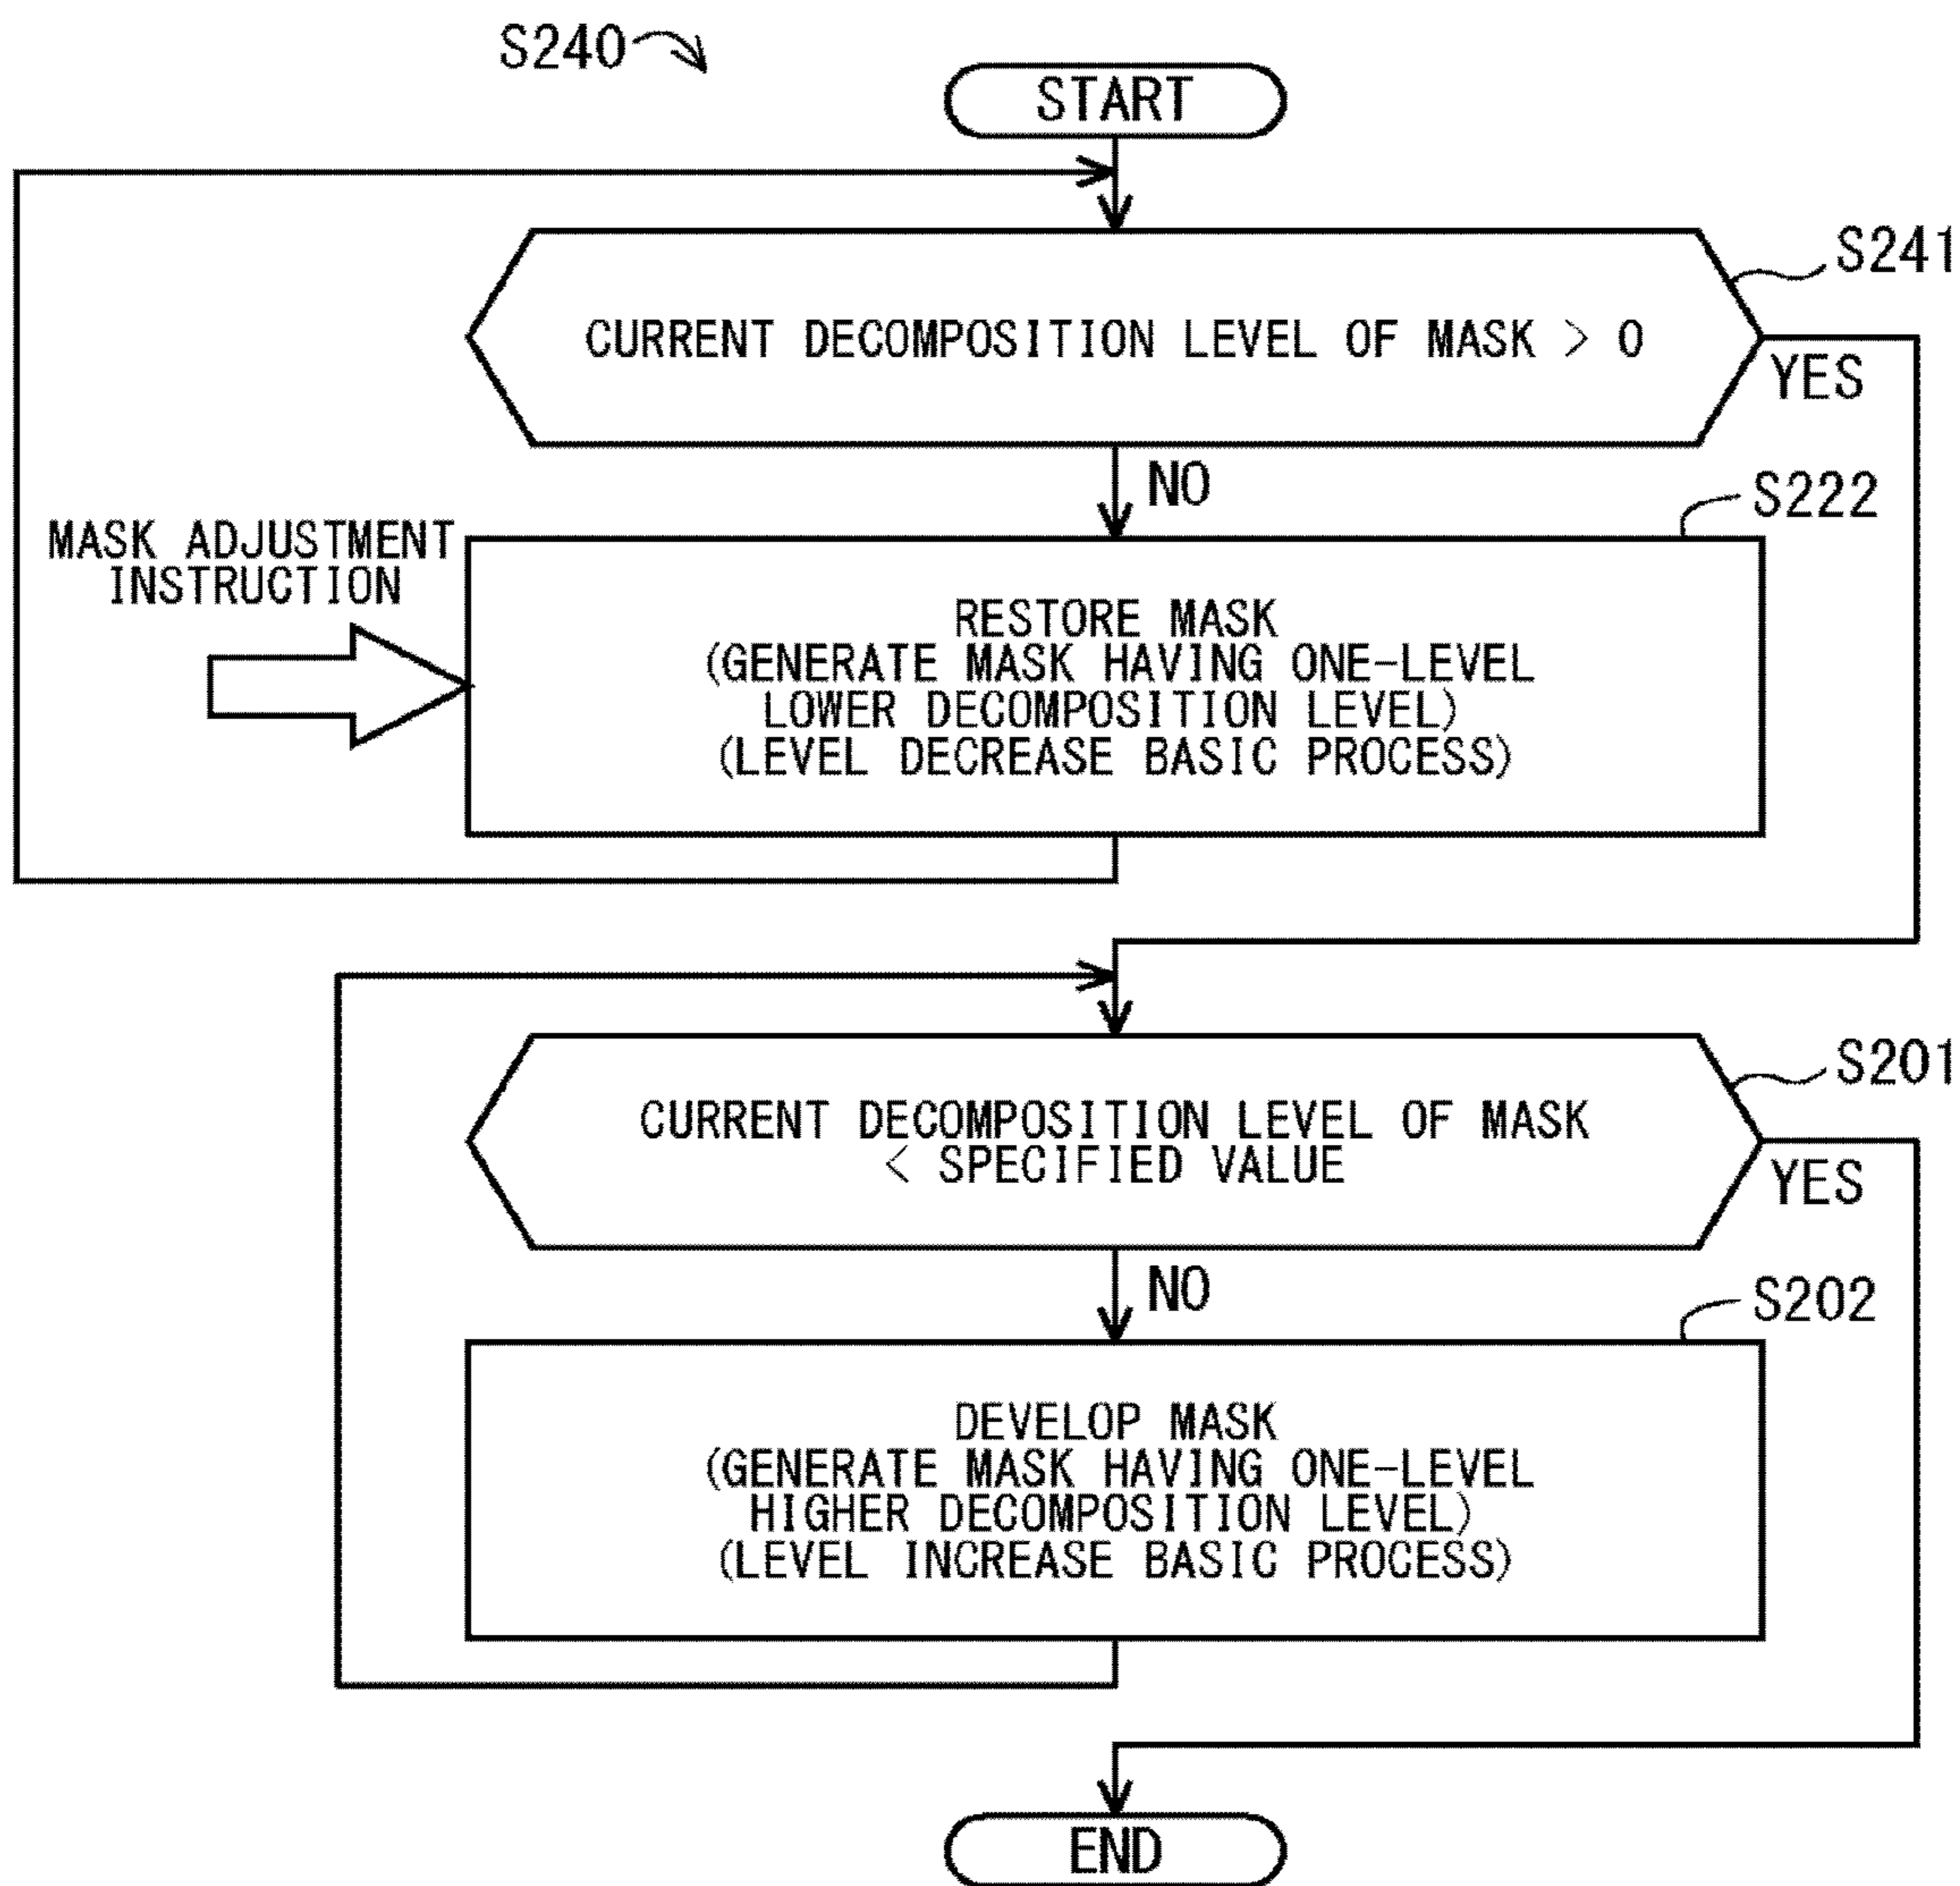 S240
START
S241
CURRENT DECOMPOSITION LEVEL OF MASK > 0
YES
NO
S222
MASK ADJUSTMENT
INSTRUCTION
RESTORE MASK
(GENERATE MASK HAVING ONE-LEVEL
LOWER DECOMPOSITION LEVEL)
(LEVEL DECREASE BASIC PROCESS)
S201
CURRENT DECOMPOSITION LEVEL OF MASK
< SPECIFIED VALUE
YES
NO
S202
DEVELOP MASK
(GENERATE MASK HAVING ONE-LEVEL
HIGHER DECOMPOSITION LEVEL)
(LEVEL INCREASE BASIC PROCESS)
END